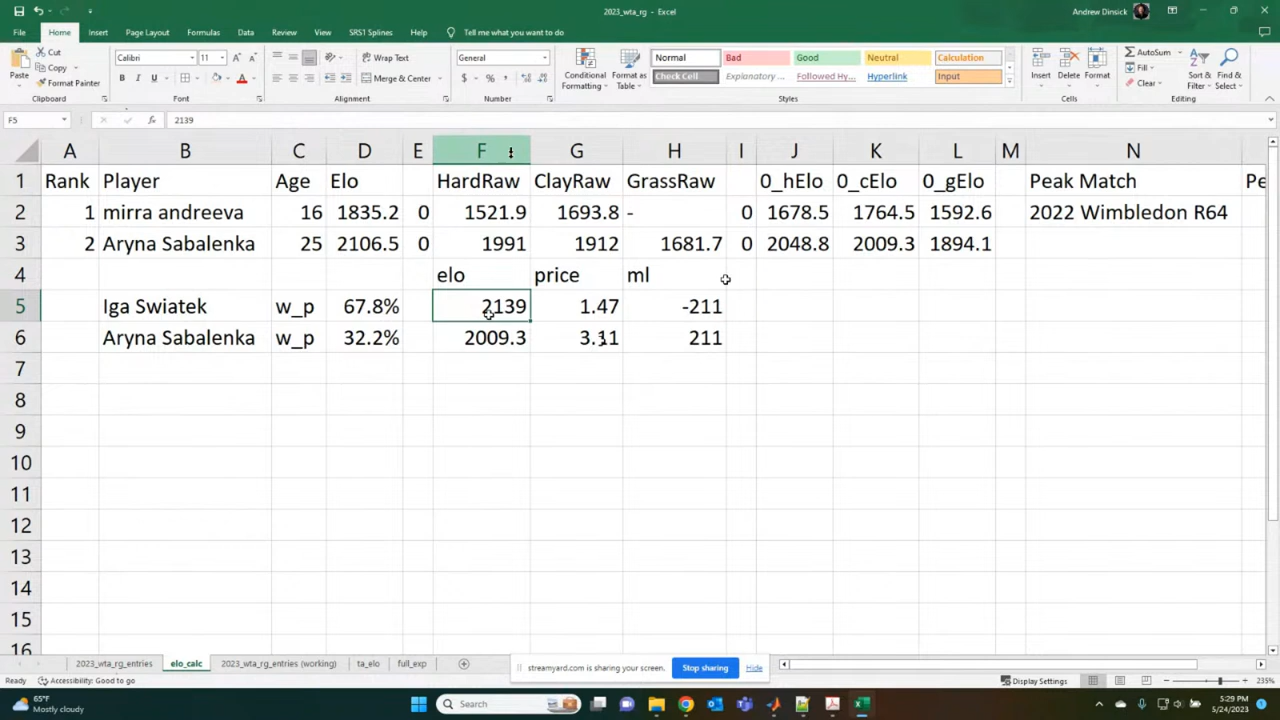 2023_wta_rg - Excel
Andrew Dinsick
File Home Insert Draw Page Layout Formulas Data Review View SRS1 Splines Help Tell me what you want to do
Paste
Cut
Copy
Format Painter
Clipboard
Calibri 11
B I U
Font
Wrap Text
Merge & Center
Alignment
General
$ % ,
Number
Conditional Formatting
Format as Table
Normal Bad Good Neutral Calculation
Check Cell Explanatory ... Followed Hy... Hyperlink Input
Styles
Insert Delete Format
Cells
AutoSum
Fill
Clear
Sort & Filter
Find & Select
Editing
F5 fx 2139
A B C D E F G H I J K L M N
1 Rank Player Age Elo HardRaw ClayRaw GrassRaw 0_hElo 0_cElo 0_gElo Peak Match Pe
2 1 mirra andreeva 16 1835.2 0 1521.9 1693.8 - 0 1678.5 1764.5 1592.6 2022 Wimbledon R64
3 2 Aryna Sabalenka 25 2106.5 0 1991 1912 1681.7 0 2048.8 2009.3 1894.1
4 elo price ml
5 Iga Swiatek w_p 67.8% 2139 1.47 -211
6 Aryna Sabalenka w_p 32.2% 2009.3 3.11 211
7
8
9
10
11
12
13
14
15
16
2023_wta_rg_entries elo_calc 2023_wta_rg_entries (working) ta_elo full_exp
streamyard.com is sharing your screen. Stop sharing Hide
Ready Accessibility: Good to go Display Settings 235%
65°F
Mostly cloudy
Search
5:29 PM
5/24/2023